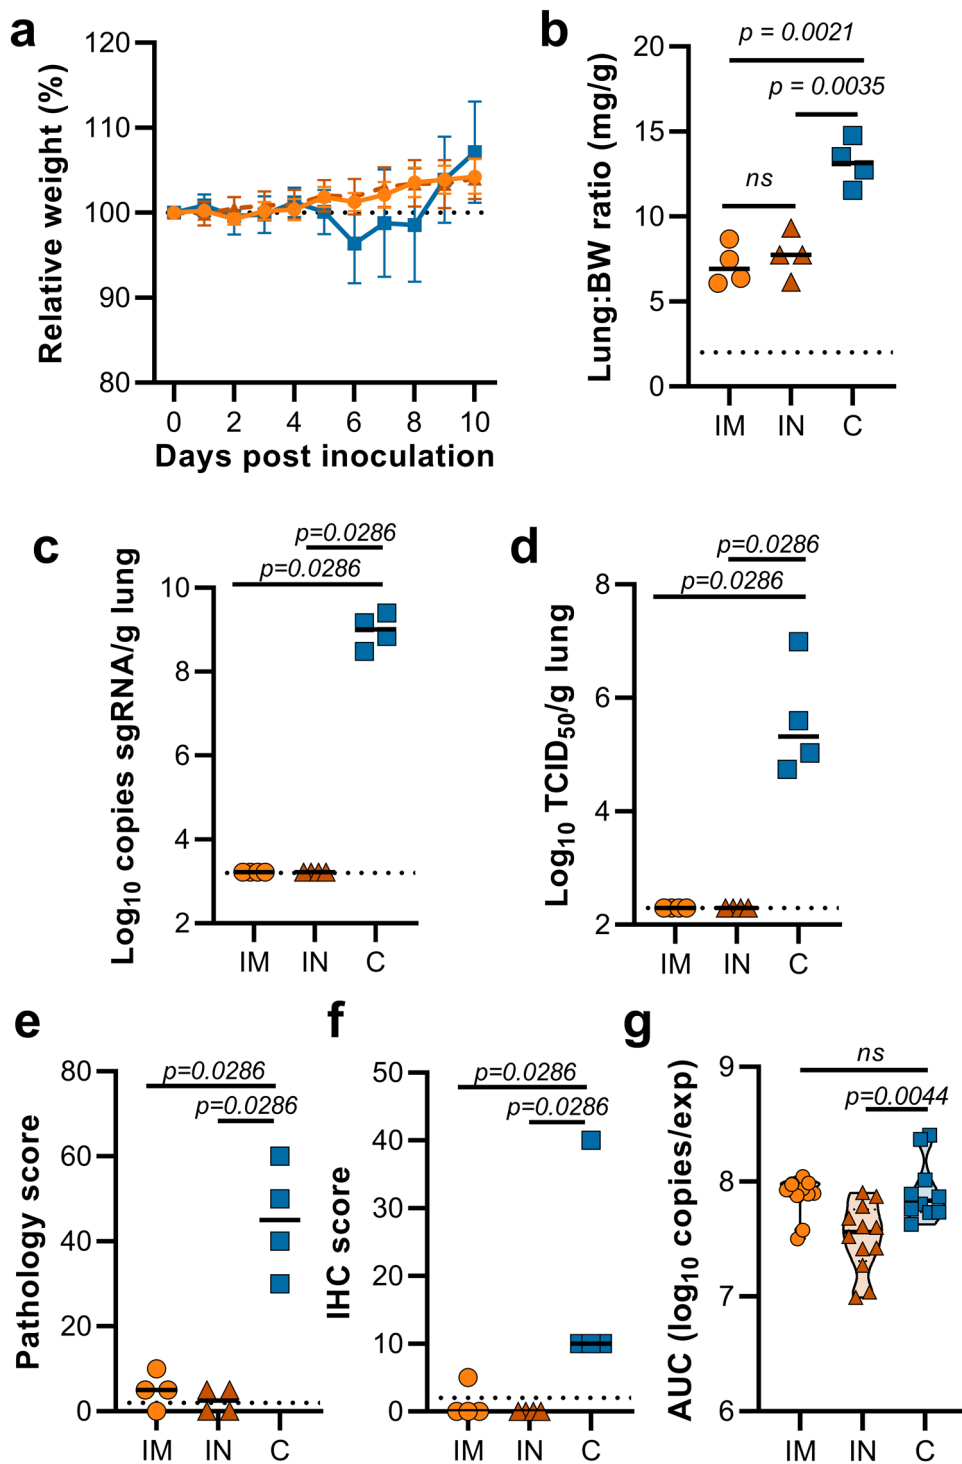 a
120
110
100
90
80
Relative weight (%)
0 2 4 6 8 10
Days post inoculation
b
20
15
10
5
0
Lung:BW ratio (mg/g)
p = 0.0021
p = 0.0035
ns
IM IN C
c
p=0.0286
p=0.0286
10
8
6
4
2
Log10 copies sgRNA/g lung
IM IN C
d
p=0.0286
p=0.0286
8
6
4
2
Log10 TCID50/g lung
IM IN C
e
80
60
40
20
0
Pathology score
p=0.0286
p=0.0286
IM IN C
f
50
40
30
20
10
0
IHC score
p=0.0286
p=0.0286
IM IN C
g
9
8
7
6
AUC (log10 copies/exp)
ns
p=0.0044
IM IN C